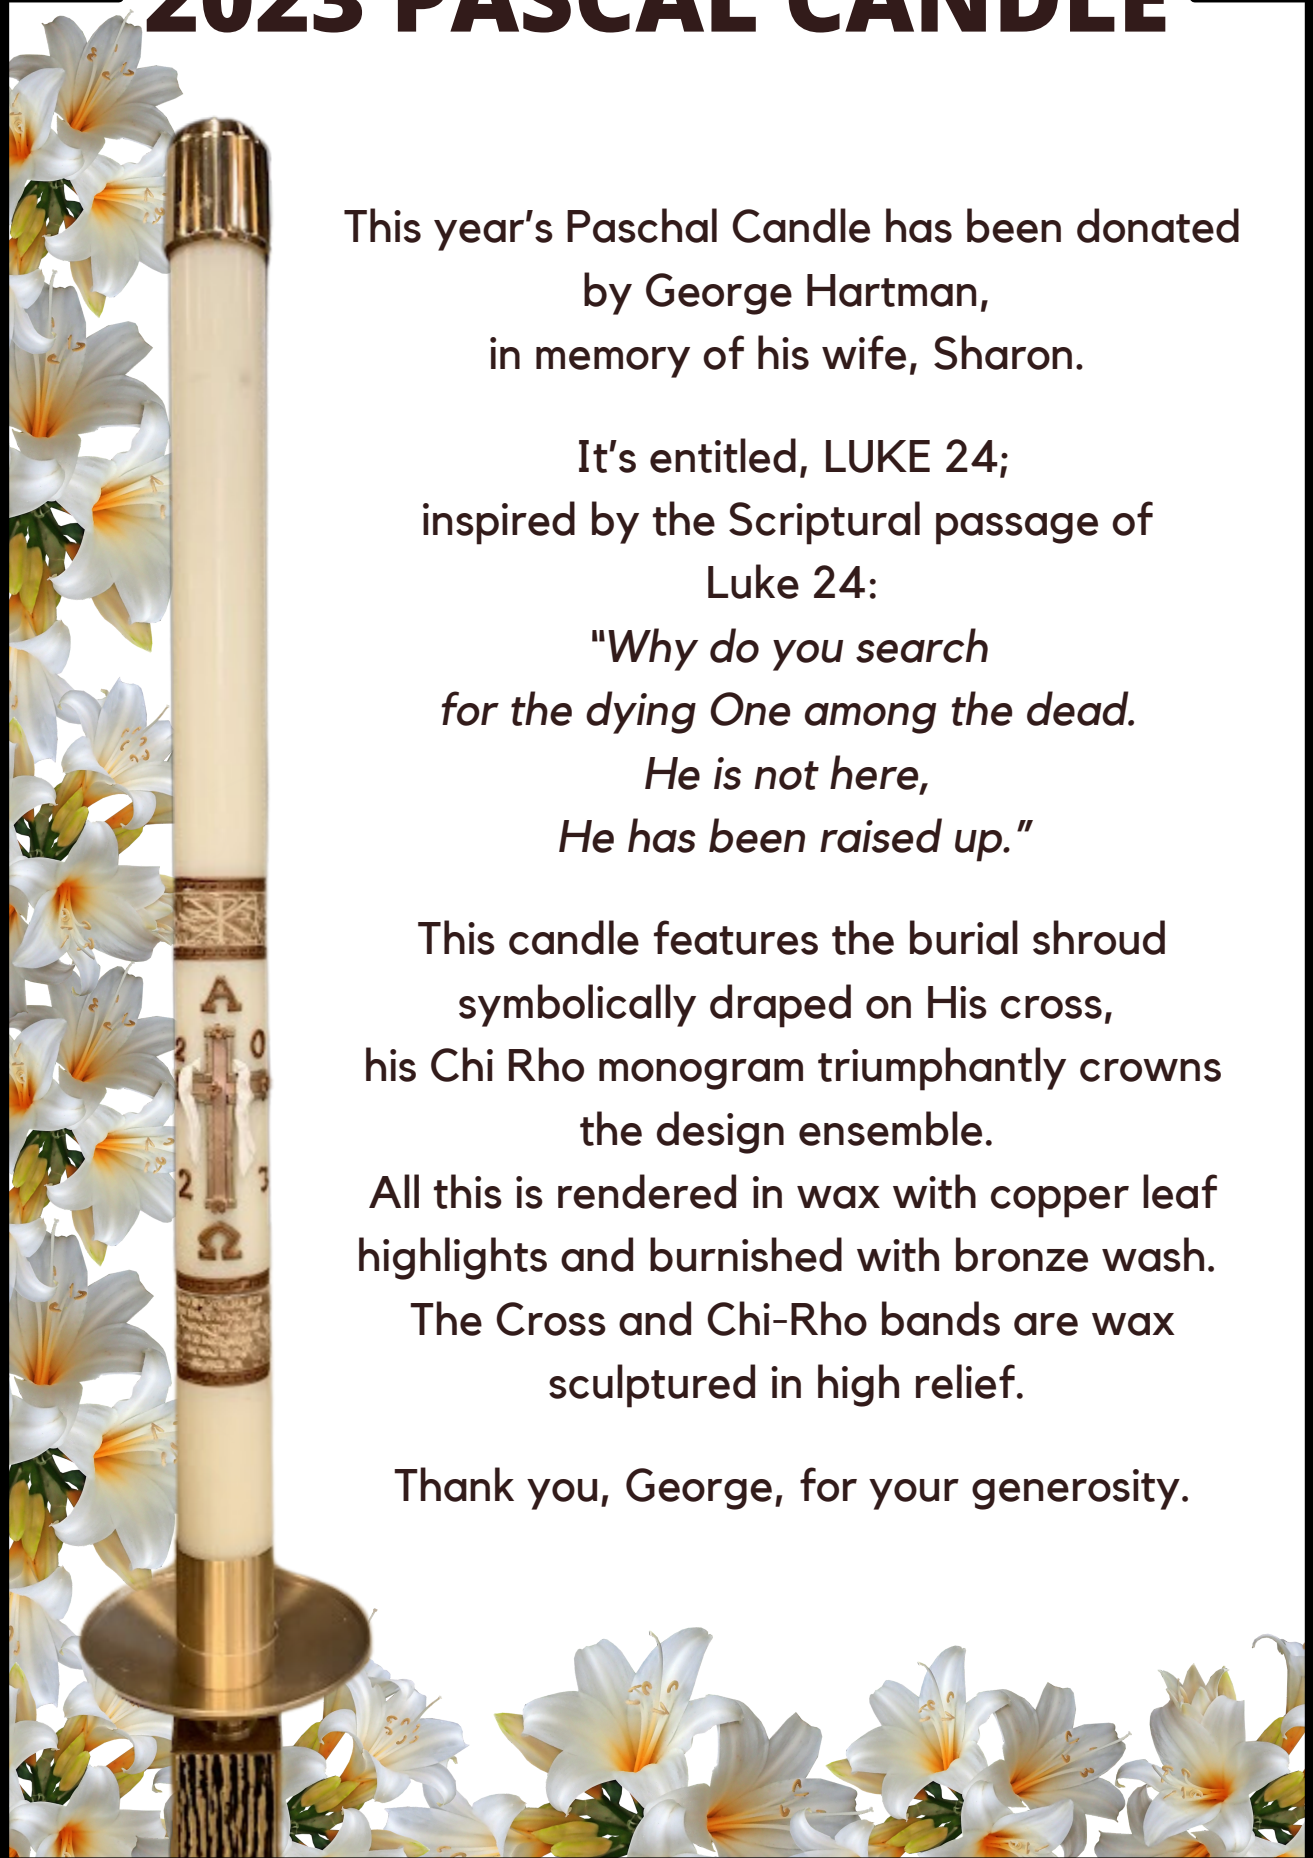 2023 PASCAL CANDLE
This year's Paschal Candle has been donated
by George Hartman,
in memory of his wife, Sharon.
It's entitled, LUKE 24;
inspired by the Scriptural passage of
Luke 24:
"Why do you search
for the dying One among the dead.
He is not here,
He has been raised up."
This candle features the burial shroud
symbolically draped on His cross,
his Chi Rho monogram triumphantly crowns
the design ensemble.
All this is rendered in wax with copper leaf
highlights and burnished with bronze wash.
The Cross and Chi-Rho bands are wax
sculptured in high relief.
Thank you, George, for your generosity.
Α
2 0
2 3
Ω